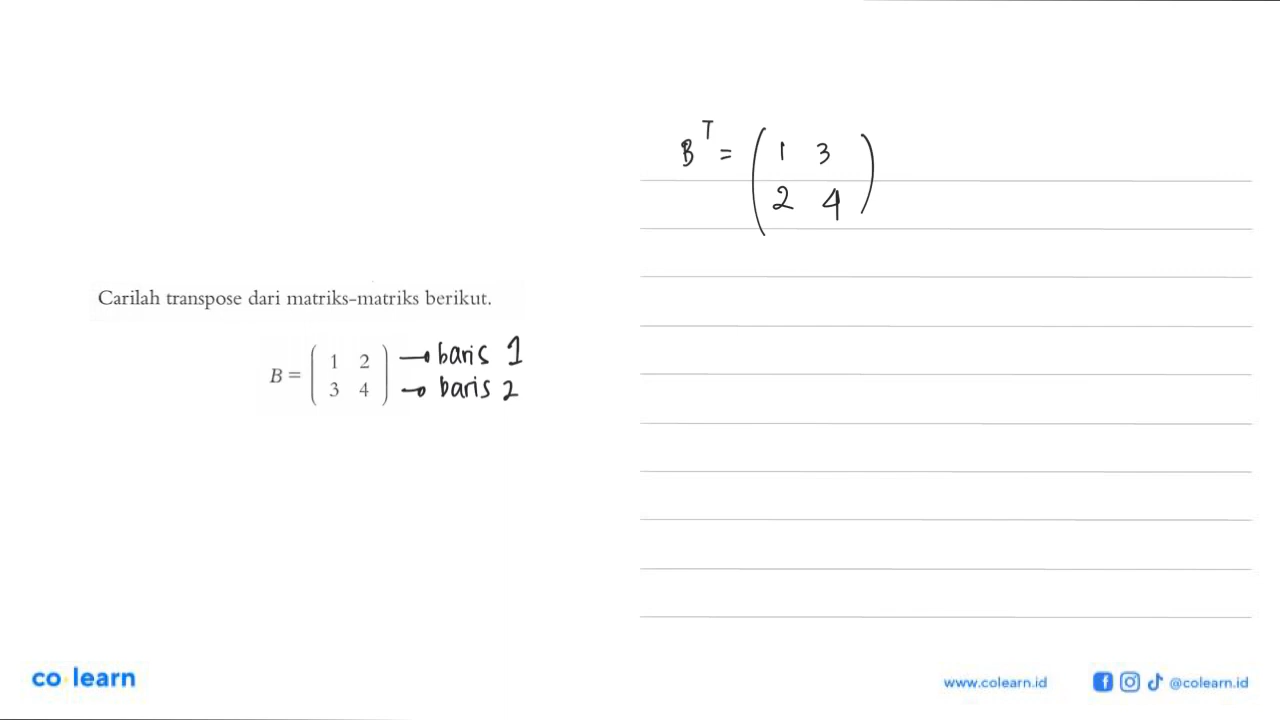 Carilah transpose dari matriks-matriks berikut.
B = ( 1 2 ) → baris 1
( 3 4 ) → baris 2
B^T = ( 1 3 )
( 2 4 )
co learn
www.colearn.id @colearn.id